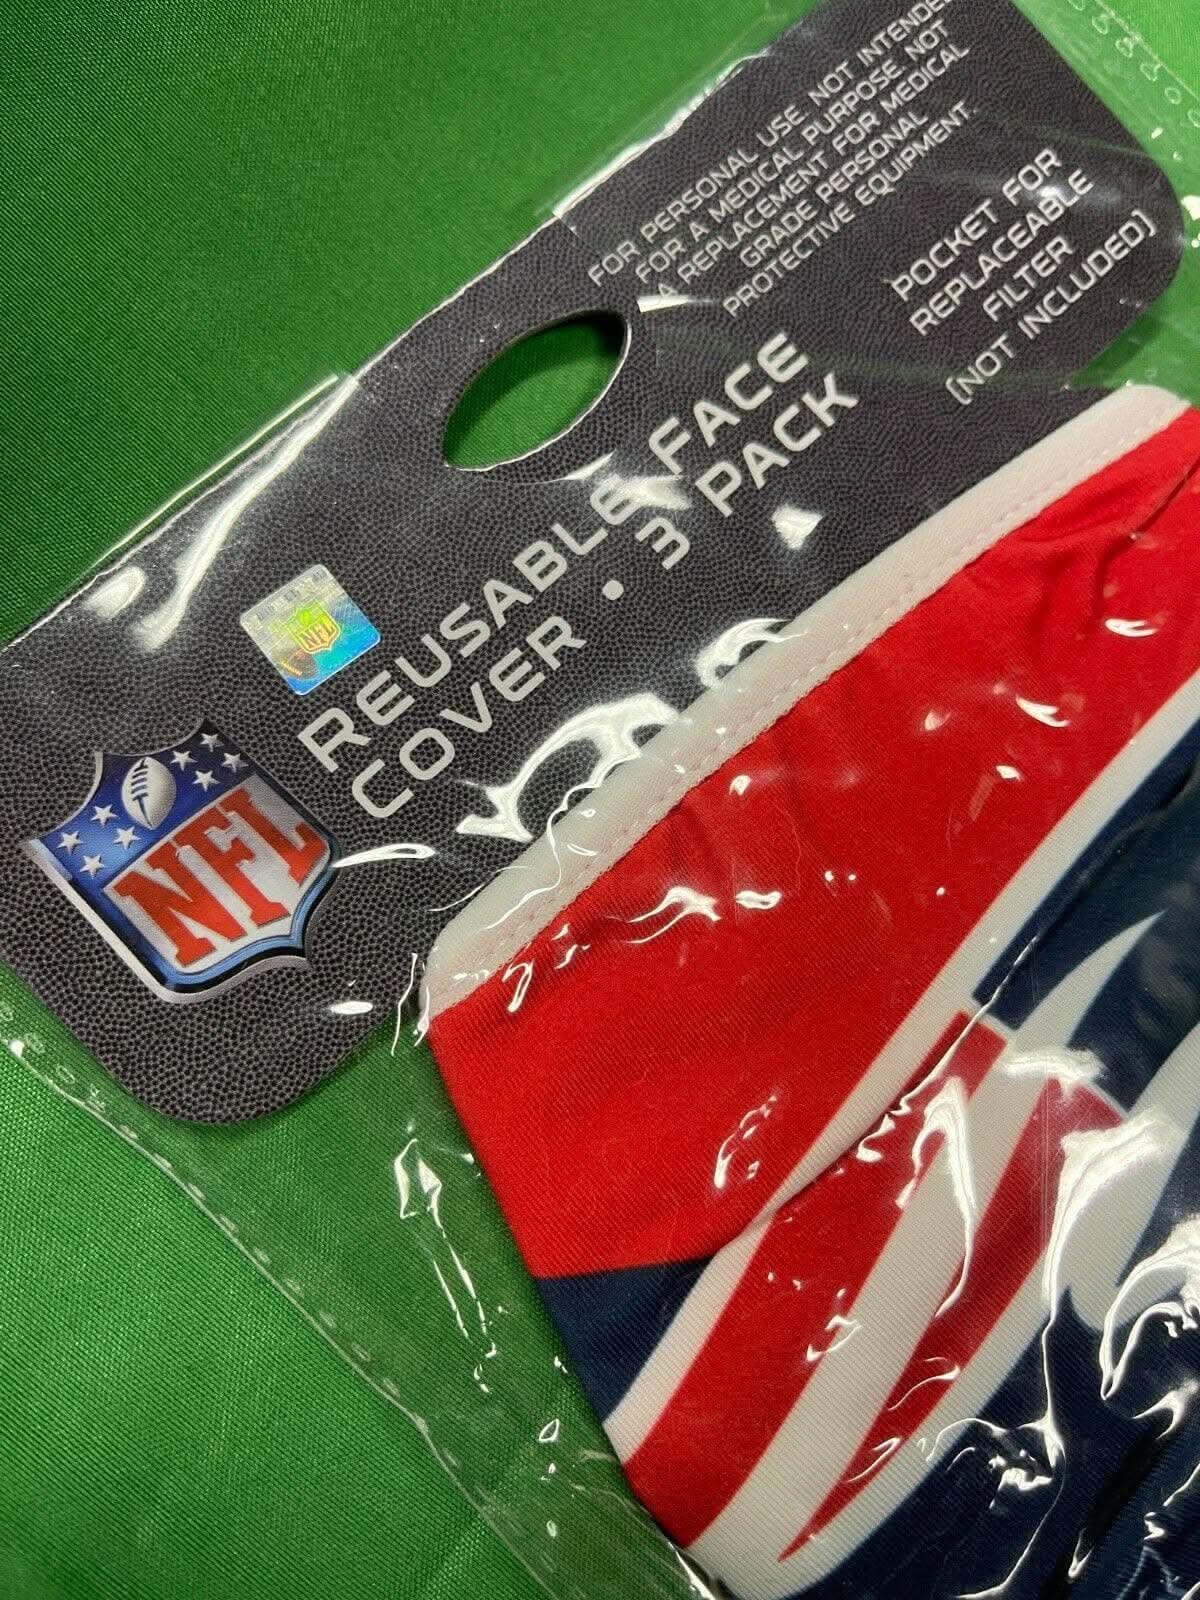 FOR PERSONAL USE. NOT INTENDED
FOR A MEDICAL PURPOSE. NOT
A REPLACEMENT FOR MEDICAL
GRADE PERSONAL
PROTECTIVE EQUIPMENT.
POCKET FOR
REPLACEABLE
FILTER
(NOT INCLUDED)
REUSABLE FACE
COVER • 3 PACK
NFL
NFL